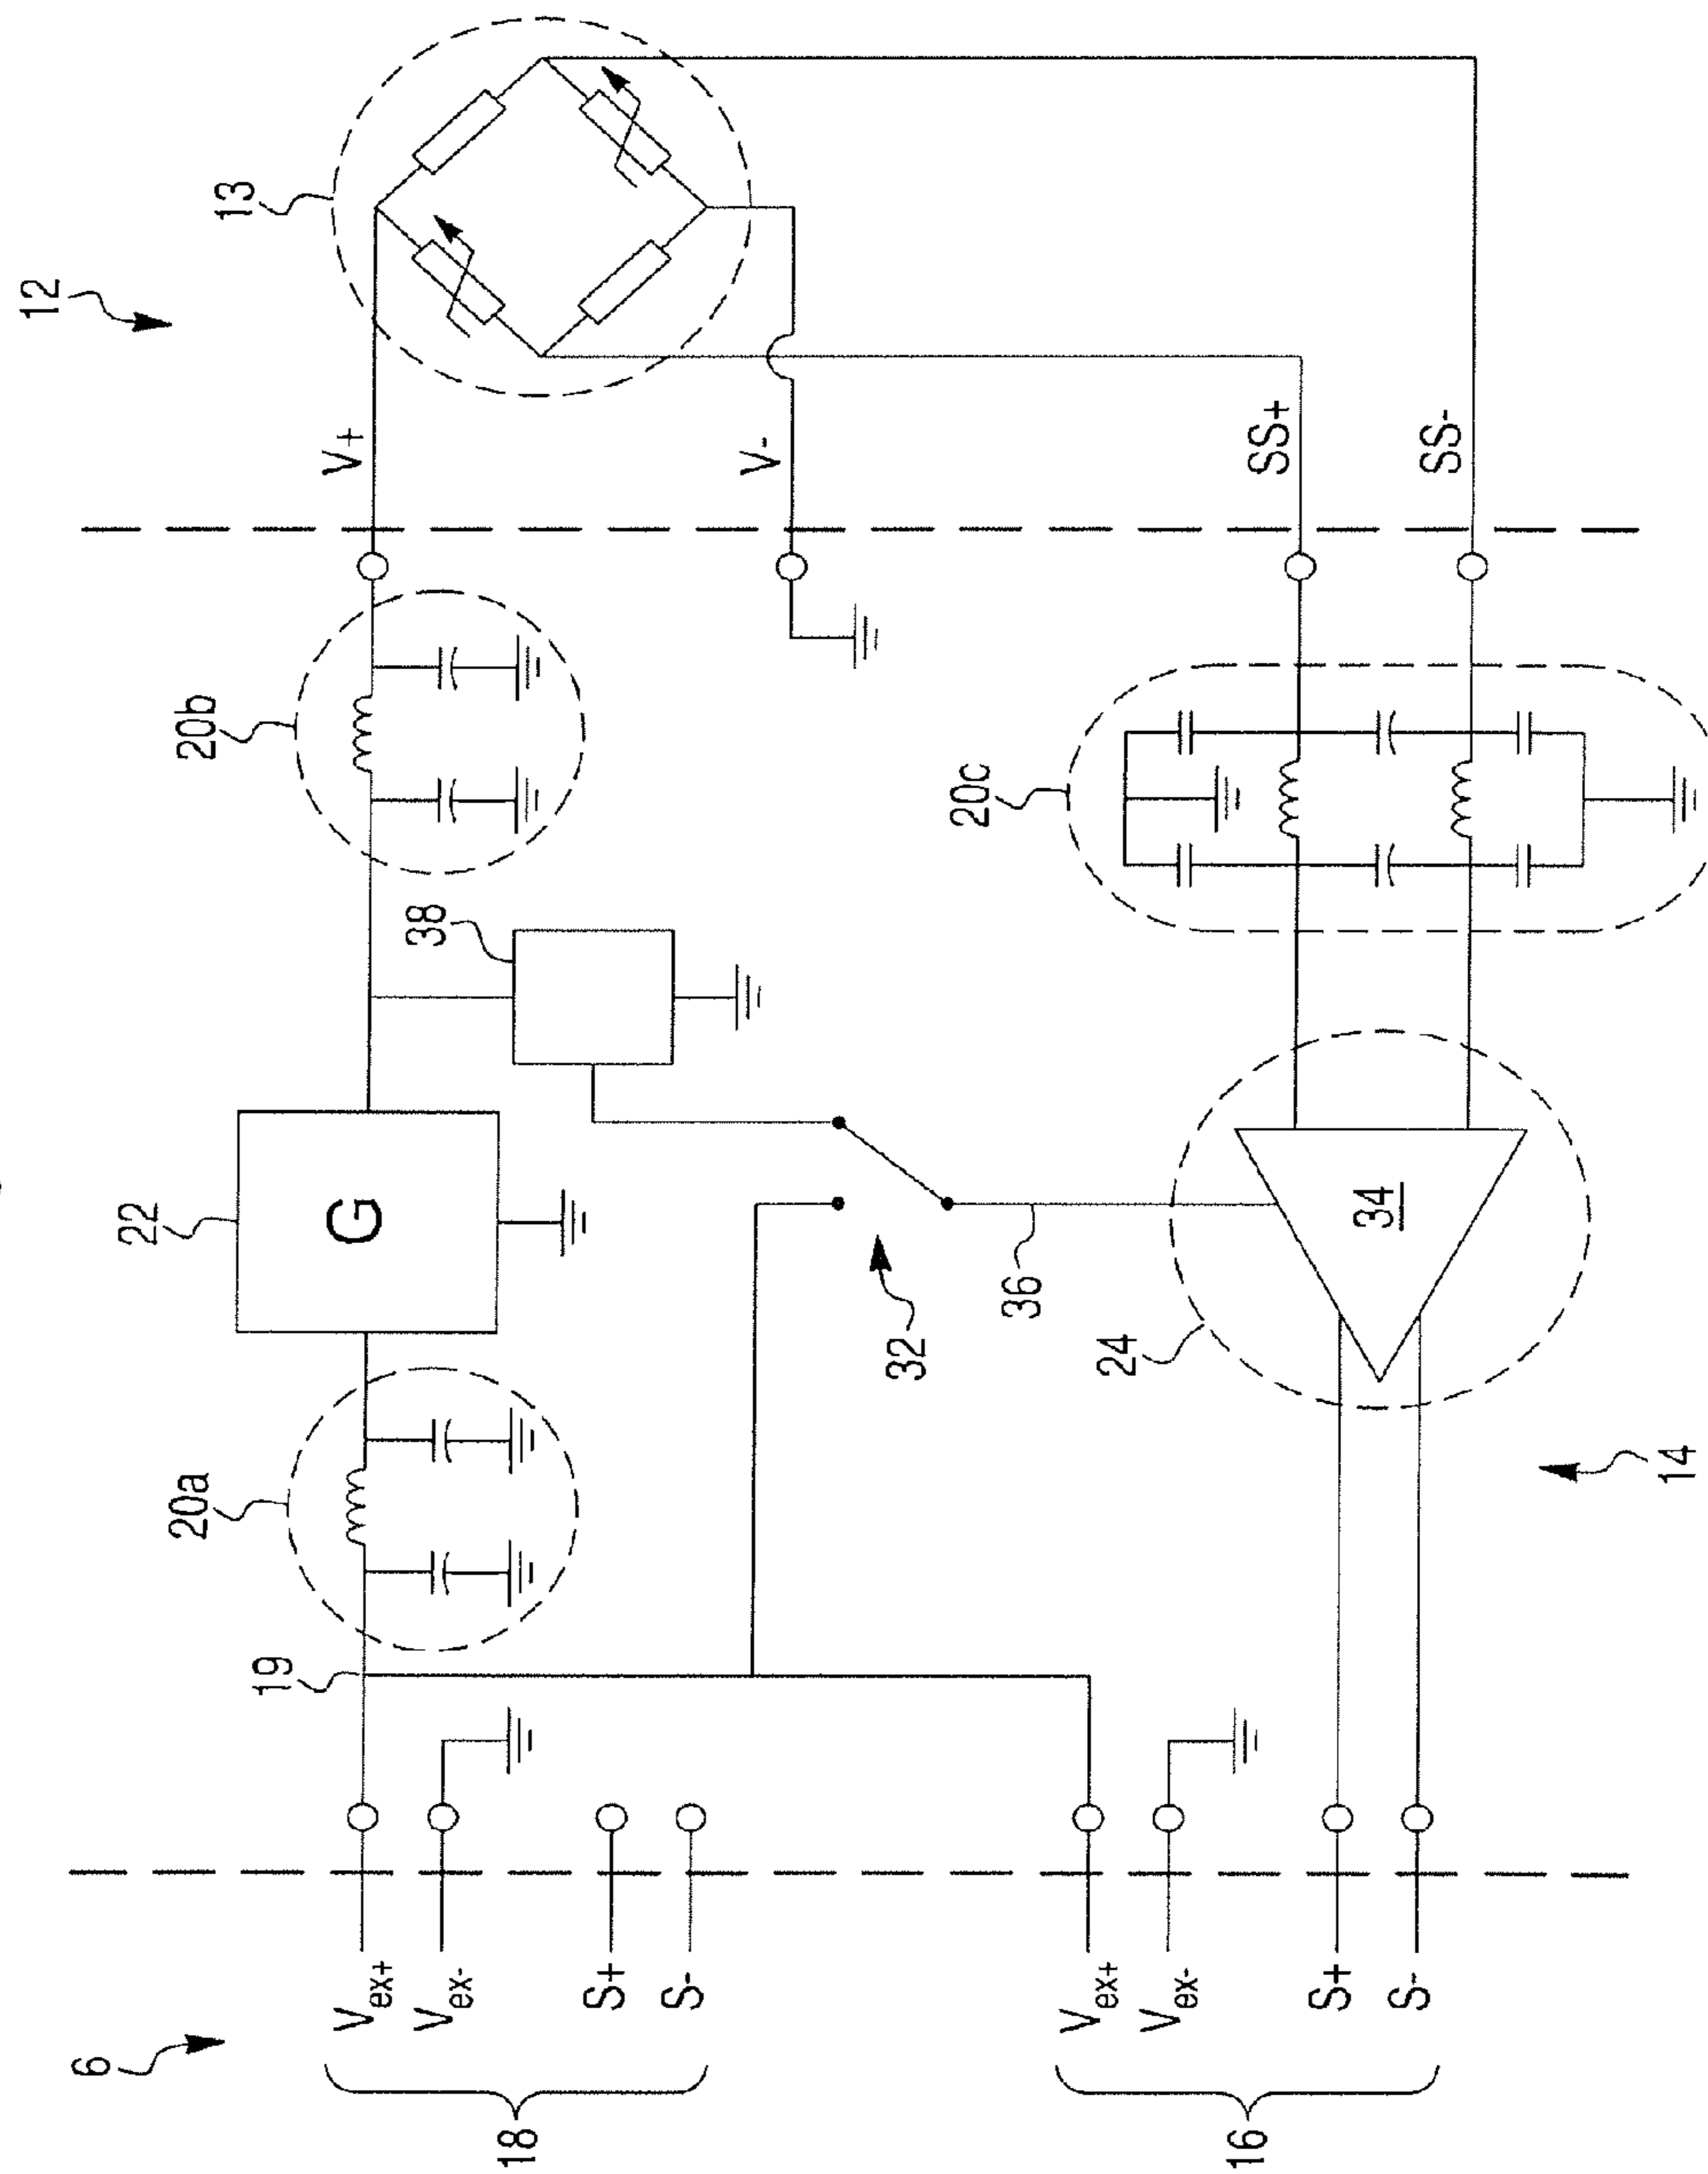 12
13
V+
V-
SS+
SS-
20b
20c
38
22
G
32
36
34
24
20a
19
14
6
Vex+
Vex-
S+
S-
18
Vex+
Vex-
S+
S-
16